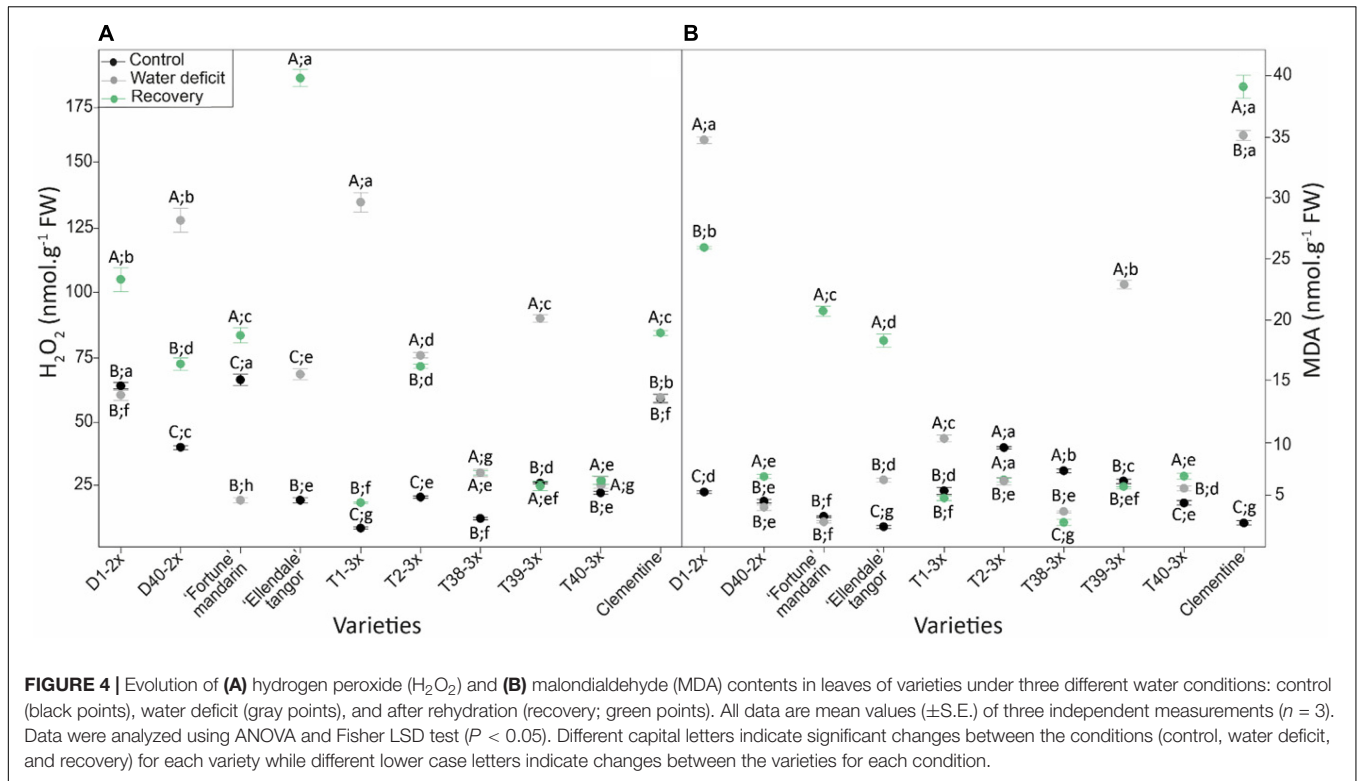 A
B
Control
Water deficit
Recovery
H₂O₂ (nmol.g⁻¹ FW)
175
150
125
100
75
50
25
A;b
B;a
B;f
A;b
B;d
C;c
A;c
C;a
B;h
A;a
C;e
B;e
A;a
B;f
C;g
A;d
B;d
C;e
A;g
A;e
B;f
A;c
B;d
A;ef
A;e
A;g
B;e
A;c
B;b
B;f
D1-2x
D40-2x
'Fortune'
mandarin
'Ellendale'
tangor
T1-3x
T2-3x
T38-3x
T39-3x
T40-3x
Clementine
Varieties
A;a
B;b
C;d
A;e
B;e
B;e
A;c
B;f
B;f
A;d
B;d
C;g
A;c
B;d
B;f
A;a
A;a
B;e
A;b
B;e
C;g
A;b
B;c
B;ef
A;e
B;d
C;e
A;a
B;a
C;g
40
35
30
25
20
15
10
5
MDA (nmol.g⁻¹ FW)
D1-2x
D40-2x
'Fortune'
mandarin
'Ellendale'
tangor
T1-3x
T2-3x
T38-3x
T39-3x
T40-3x
Clementine
Varieties
FIGURE 4 | Evolution of (A) hydrogen peroxide (H₂O₂) and (B) malondialdehyde (MDA) contents in leaves of varieties under three different water conditions: control
(black points), water deficit (gray points), and after rehydration (recovery; green points). All data are mean values (±S.E.) of three independent measurements (n = 3).
Data were analyzed using ANOVA and Fisher LSD test (P < 0.05). Different capital letters indicate significant changes between the conditions (control, water deficit,
and recovery) for each variety while different lower case letters indicate changes between the varieties for each condition.